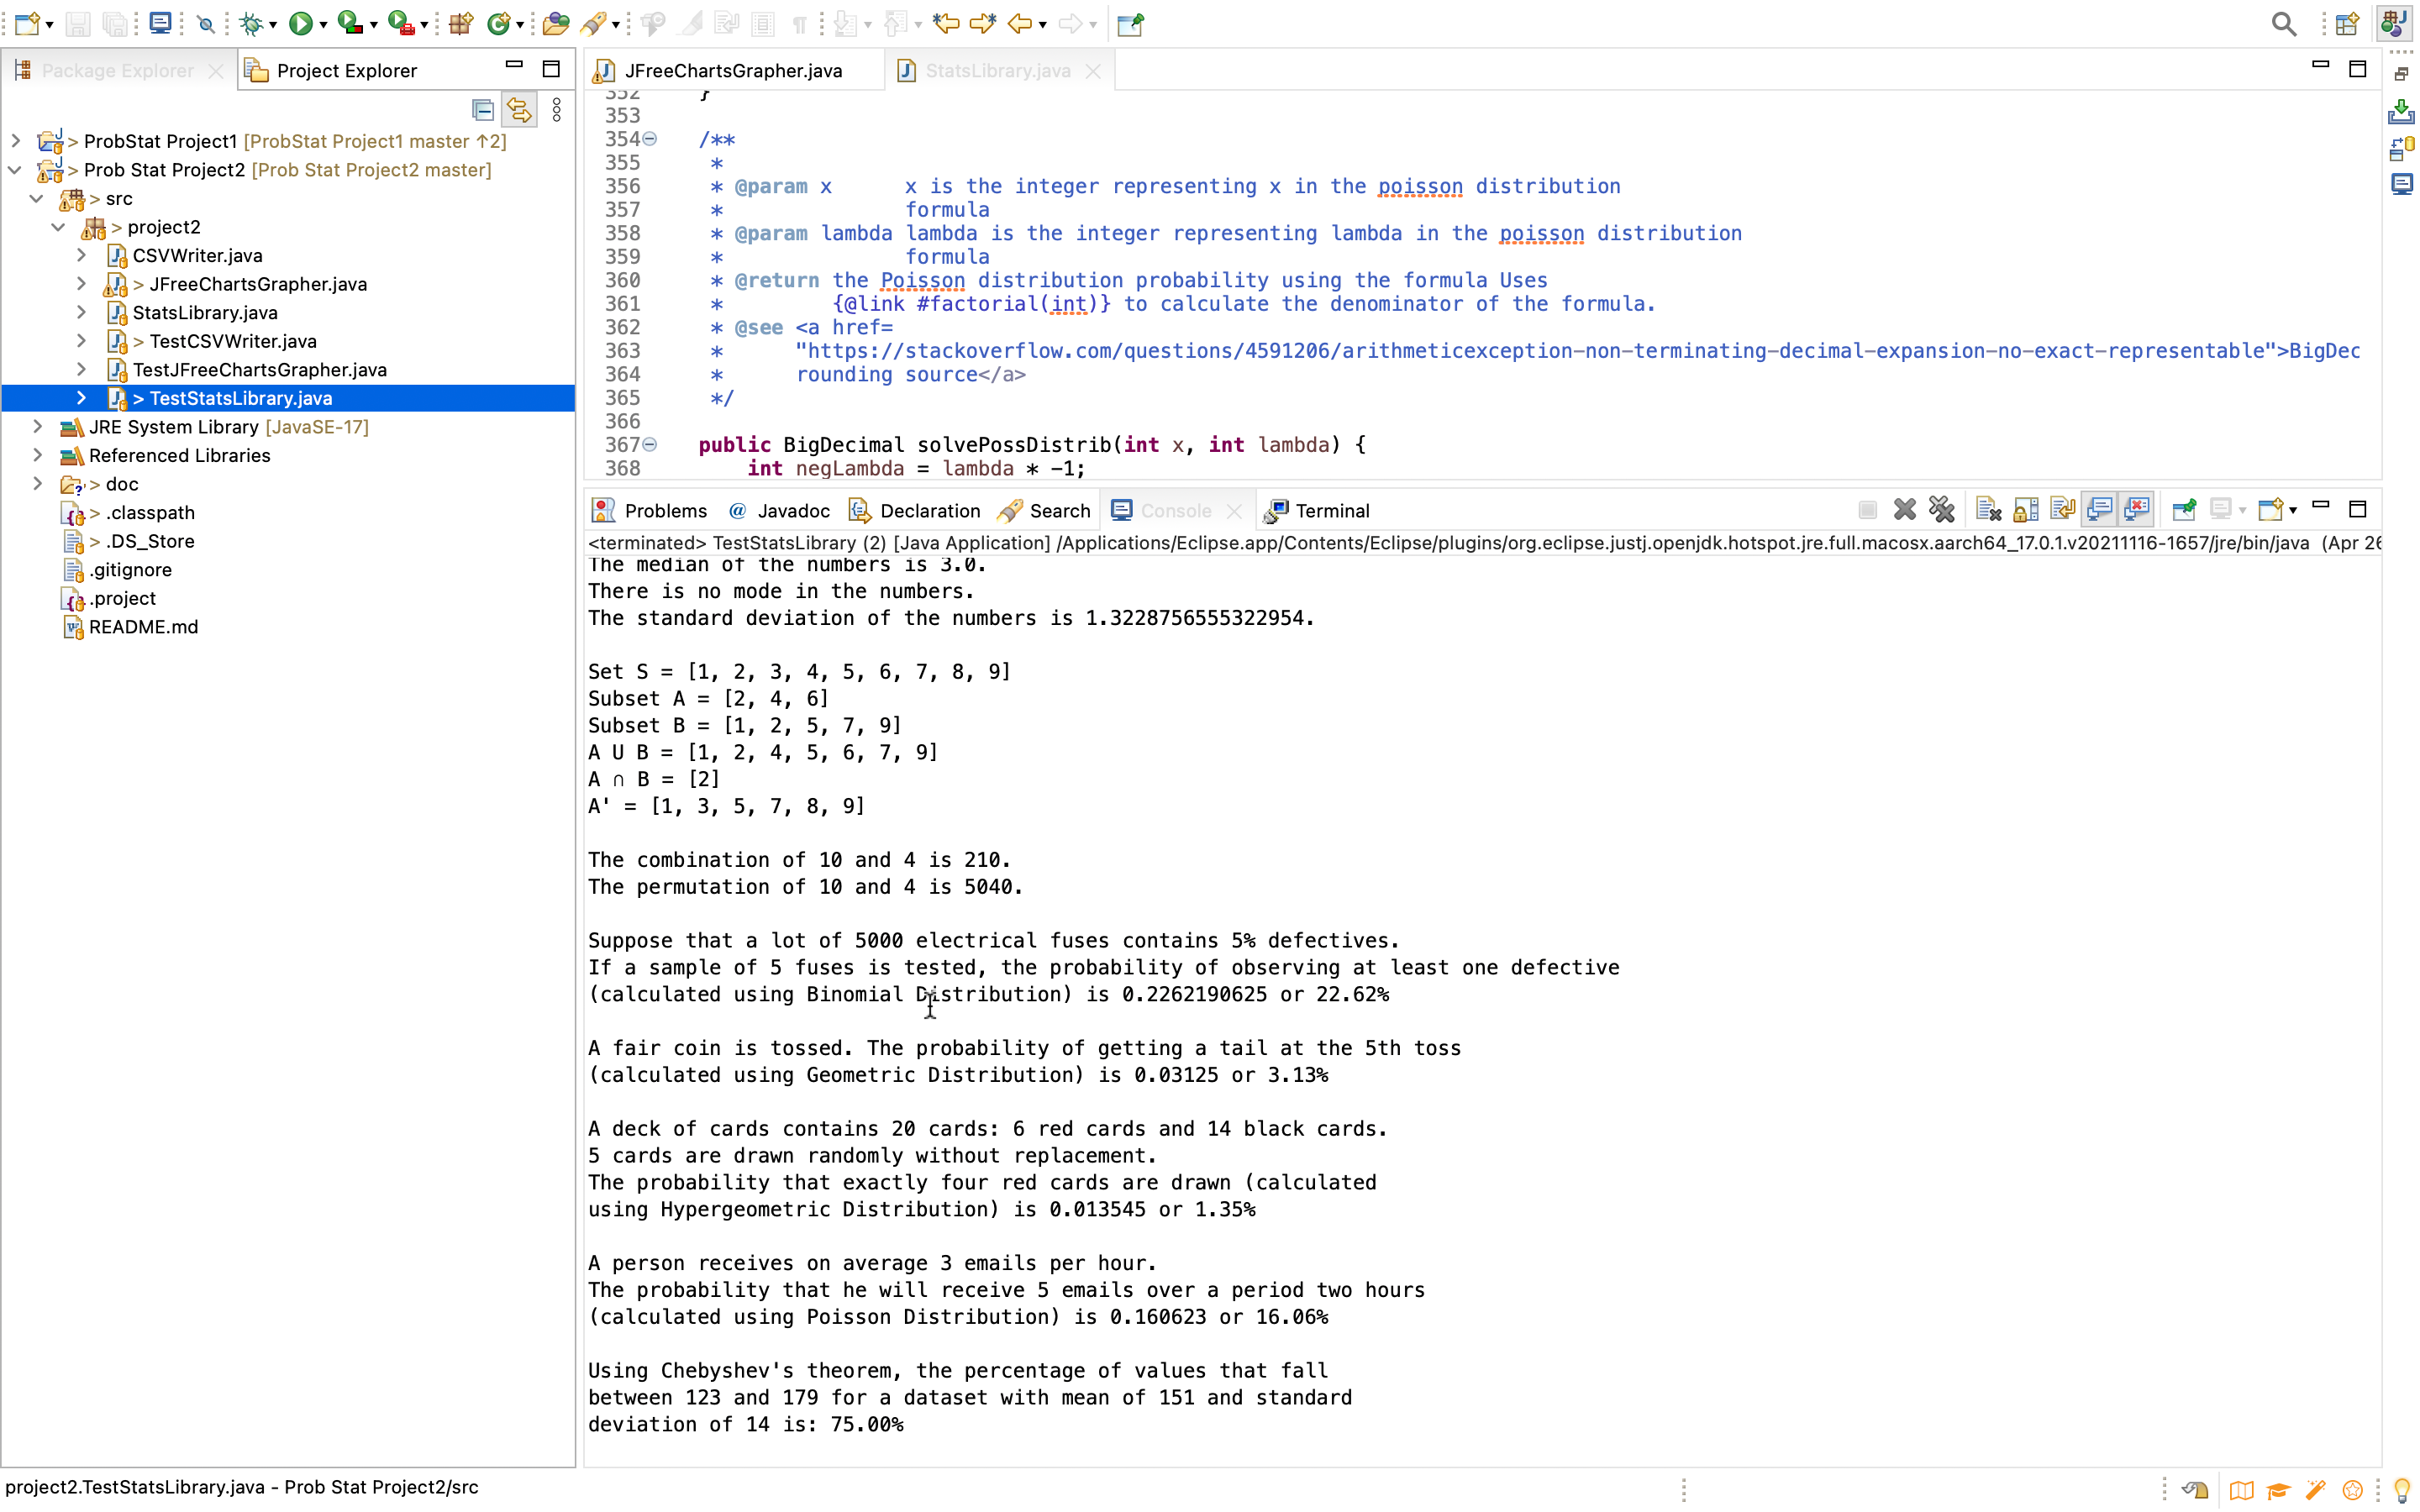 Package Explorer
Project Explorer
> ProbStat Project1 [ProbStat Project1 master ↑2]
> Prob Stat Project2 [Prob Stat Project2 master]
> src
> project2
CSVWriter.java
> JFreeChartsGrapher.java
StatsLibrary.java
> TestCSVWriter.java
TestJFreeChartsGrapher.java
> TestStatsLibrary.java
JRE System Library [JavaSE-17]
Referenced Libraries
> doc
> .classpath
> .DS_Store
.gitignore
.project
README.md
JFreeChartsGrapher.java
StatsLibrary.java
352 }
353
354 /**
355 *
356 * @param x x is the integer representing x in the poisson distribution
357 * formula
358 * @param lambda lambda is the integer representing lambda in the poisson distribution
359 * formula
360 * @return the Poisson distribution probability using the formula Uses
361 * {@link #factorial(int)} to calculate the denominator of the formula.
362 * @see <a href=
363 * "https://stackoverflow.com/questions/4591206/arithmeticexception-non-terminating-decimal-expansion-no-exact-representable">BigDec
364 * rounding source</a>
365 */
366
367 public BigDecimal solvePossDistrib(int x, int lambda) {
368 int negLambda = lambda * -1;
Problems @ Javadoc Declaration Search Console Terminal
<terminated> TestStatsLibrary (2) [Java Application] /Applications/Eclipse.app/Contents/Eclipse/plugins/org.eclipse.justj.openjdk.hotspot.jre.full.macosx.aarch64_17.0.1.v20211116-1657/jre/bin/java (Apr 26
The median of the numbers is 3.0.
There is no mode in the numbers.
The standard deviation of the numbers is 1.3228756555322954.
Set S = [1, 2, 3, 4, 5, 6, 7, 8, 9]
Subset A = [2, 4, 6]
Subset B = [1, 2, 5, 7, 9]
A U B = [1, 2, 4, 5, 6, 7, 9]
A ∩ B = [2]
A' = [1, 3, 5, 7, 8, 9]
The combination of 10 and 4 is 210.
The permutation of 10 and 4 is 5040.
Suppose that a lot of 5000 electrical fuses contains 5% defectives.
If a sample of 5 fuses is tested, the probability of observing at least one defective
(calculated using Binomial Distribution) is 0.2262190625 or 22.62%
A fair coin is tossed. The probability of getting a tail at the 5th toss
(calculated using Geometric Distribution) is 0.03125 or 3.13%
A deck of cards contains 20 cards: 6 red cards and 14 black cards.
5 cards are drawn randomly without replacement.
The probability that exactly four red cards are drawn (calculated
using Hypergeometric Distribution) is 0.013545 or 1.35%
A person receives on average 3 emails per hour.
The probability that he will receive 5 emails over a period two hours
(calculated using Poisson Distribution) is 0.160623 or 16.06%
Using Chebyshev's theorem, the percentage of values that fall
between 123 and 179 for a dataset with mean of 151 and standard
deviation of 14 is: 75.00%
project2.TestStatsLibrary.java - Prob Stat Project2/src